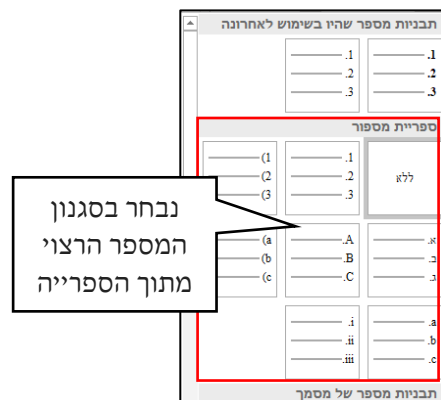 תבניות מספר שהיו בשימוש לאחרונה
1. 1.
2. 2.
3. 3.
ספריית מספור
ללא 1. 1)
2. 2)
3. 3)
א. A. a)
ב. B. b)
ג. C. c)
a. i.
b. ii.
c. iii.
תבניות מספר של מסמך
נבחר בסגנון
המספר הרצוי
מתוך הספרייה